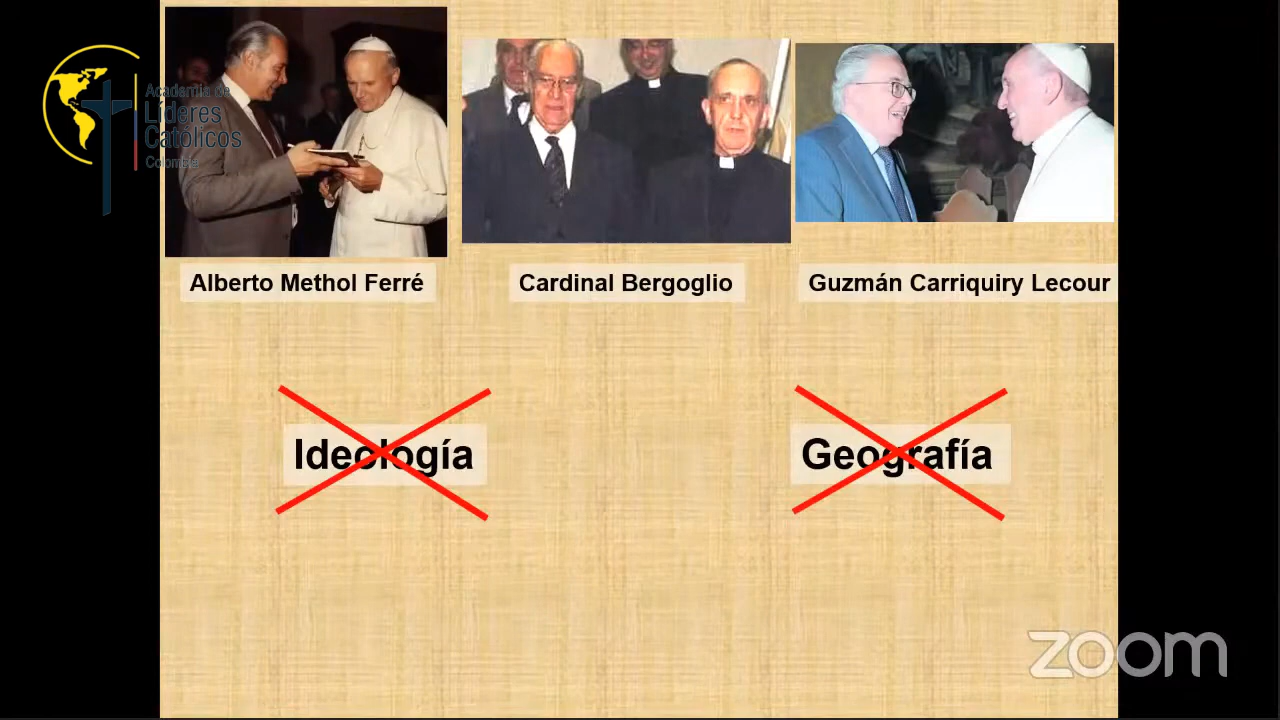 Academia de
Líderes
Católicos
Colombia
Alberto Methol Ferré
Cardinal Bergoglio
Guzmán Carriquiry Lecour
Ideología
Geografía
zoom